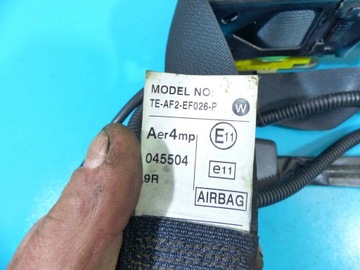 MODEL NO:
TE-AF2-EF026-P W
Aer4mp E11
045504
e11
9R
AIRBAG